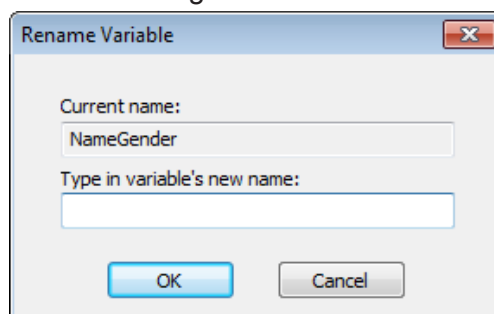 Rename Variable
Current name:
NameGender
Type in variable's new name:
OK Cancel